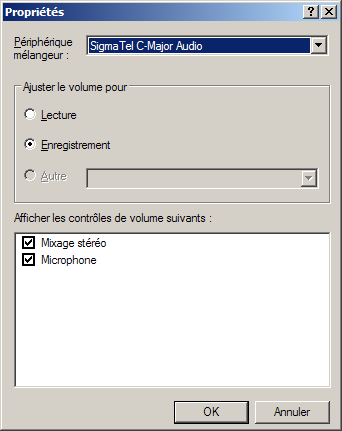 Propriétés
Périphérique
mélangeur :
SigmaTel C-Major Audio
Ajuster le volume pour
Lecture
Enregistrement
Autre
Afficher les contrôles de volume suivants :
Mixage stéréo
Microphone
OK
Annuler